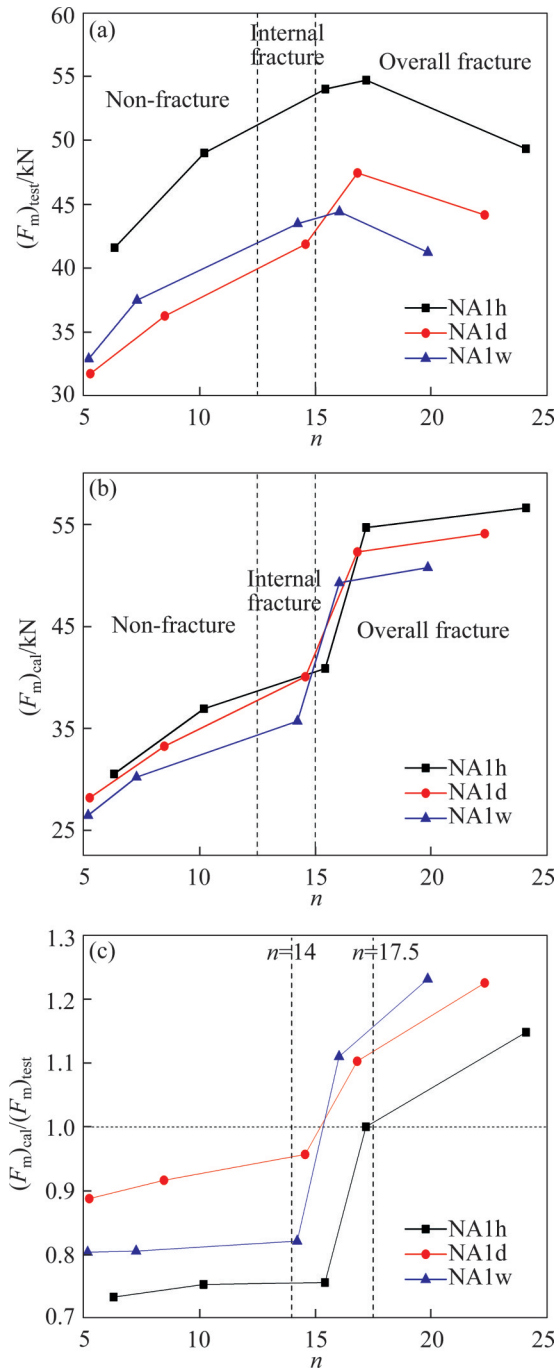 (a)
Internal
fracture
Overall fracture
Non-fracture
(Fm)test/kN
60
55
50
45
40
35
30
NA1h
NA1d
NA1w
5 10 15 20 25
n
(b)
Internal
fracture
Non-fracture
Overall fracture
(Fm)cal/kN
55
45
35
25
NA1h
NA1d
NA1w
5 10 15 20 25
n
(c)
n=14 n=17.5
(Fm)cal/(Fm)test
1.3
1.2
1.1
1.0
0.9
0.8
0.7
NA1h
NA1d
NA1w
5 10 15 20 25
n